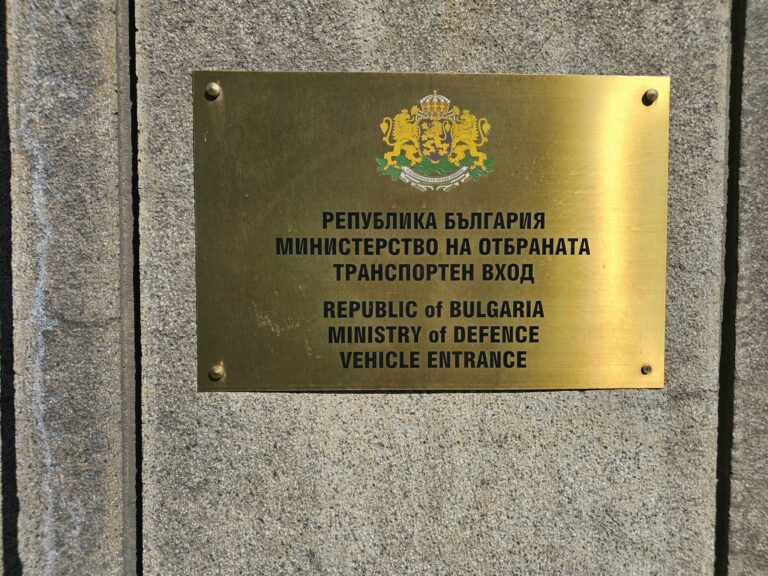 РЕПУБЛИКА БЪЛГАРИЯ
МИНИСТЕРСТВО НА ОТБРАНАТА
ТРАНСПОРТЕН ВХОД
REPUBLIC of BULGARIA
MINISTRY of DEFENCE
VEHICLE ENTRANCE